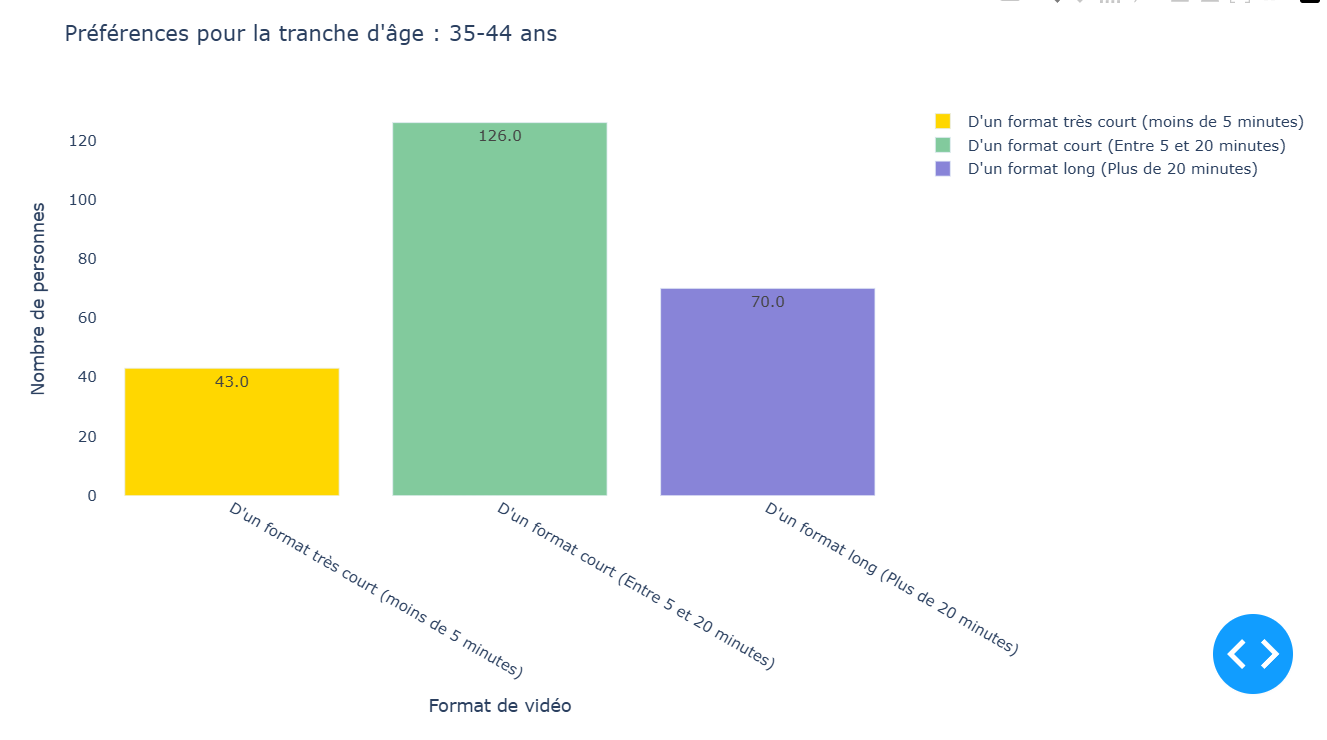 Préférences pour la tranche d'âge : 35-44 ans
D'un format très court (moins de 5 minutes)
D'un format court (Entre 5 et 20 minutes)
D'un format long (Plus de 20 minutes)
Nombre de personnes
120
100
80
60
40
20
0
43.0
126.0
70.0
D'un format très court (moins de 5 minutes)
D'un format court (Entre 5 et 20 minutes)
D'un format long (Plus de 20 minutes)
Format de vidéo